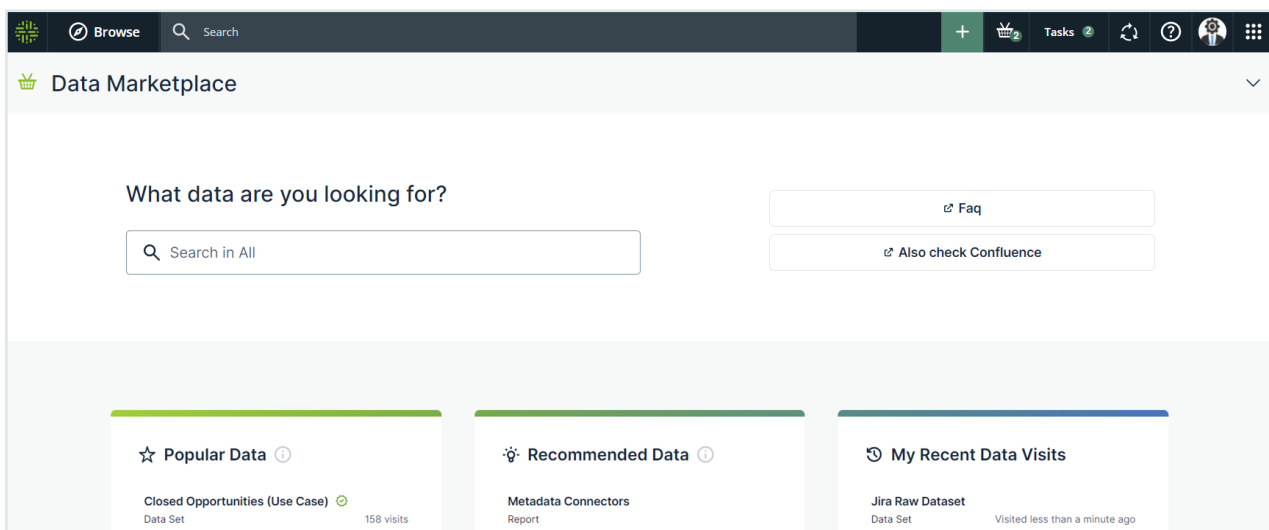 Browse Search 2 Tasks 2
Data Marketplace
What data are you looking for?
Search in All
Faq
Also check Confluence
Popular Data
Closed Opportunities (Use Case)
Data Set 158 visits
Recommended Data
Metadata Connectors
Report
My Recent Data Visits
Jira Raw Dataset
Data Set Visited less than a minute ago